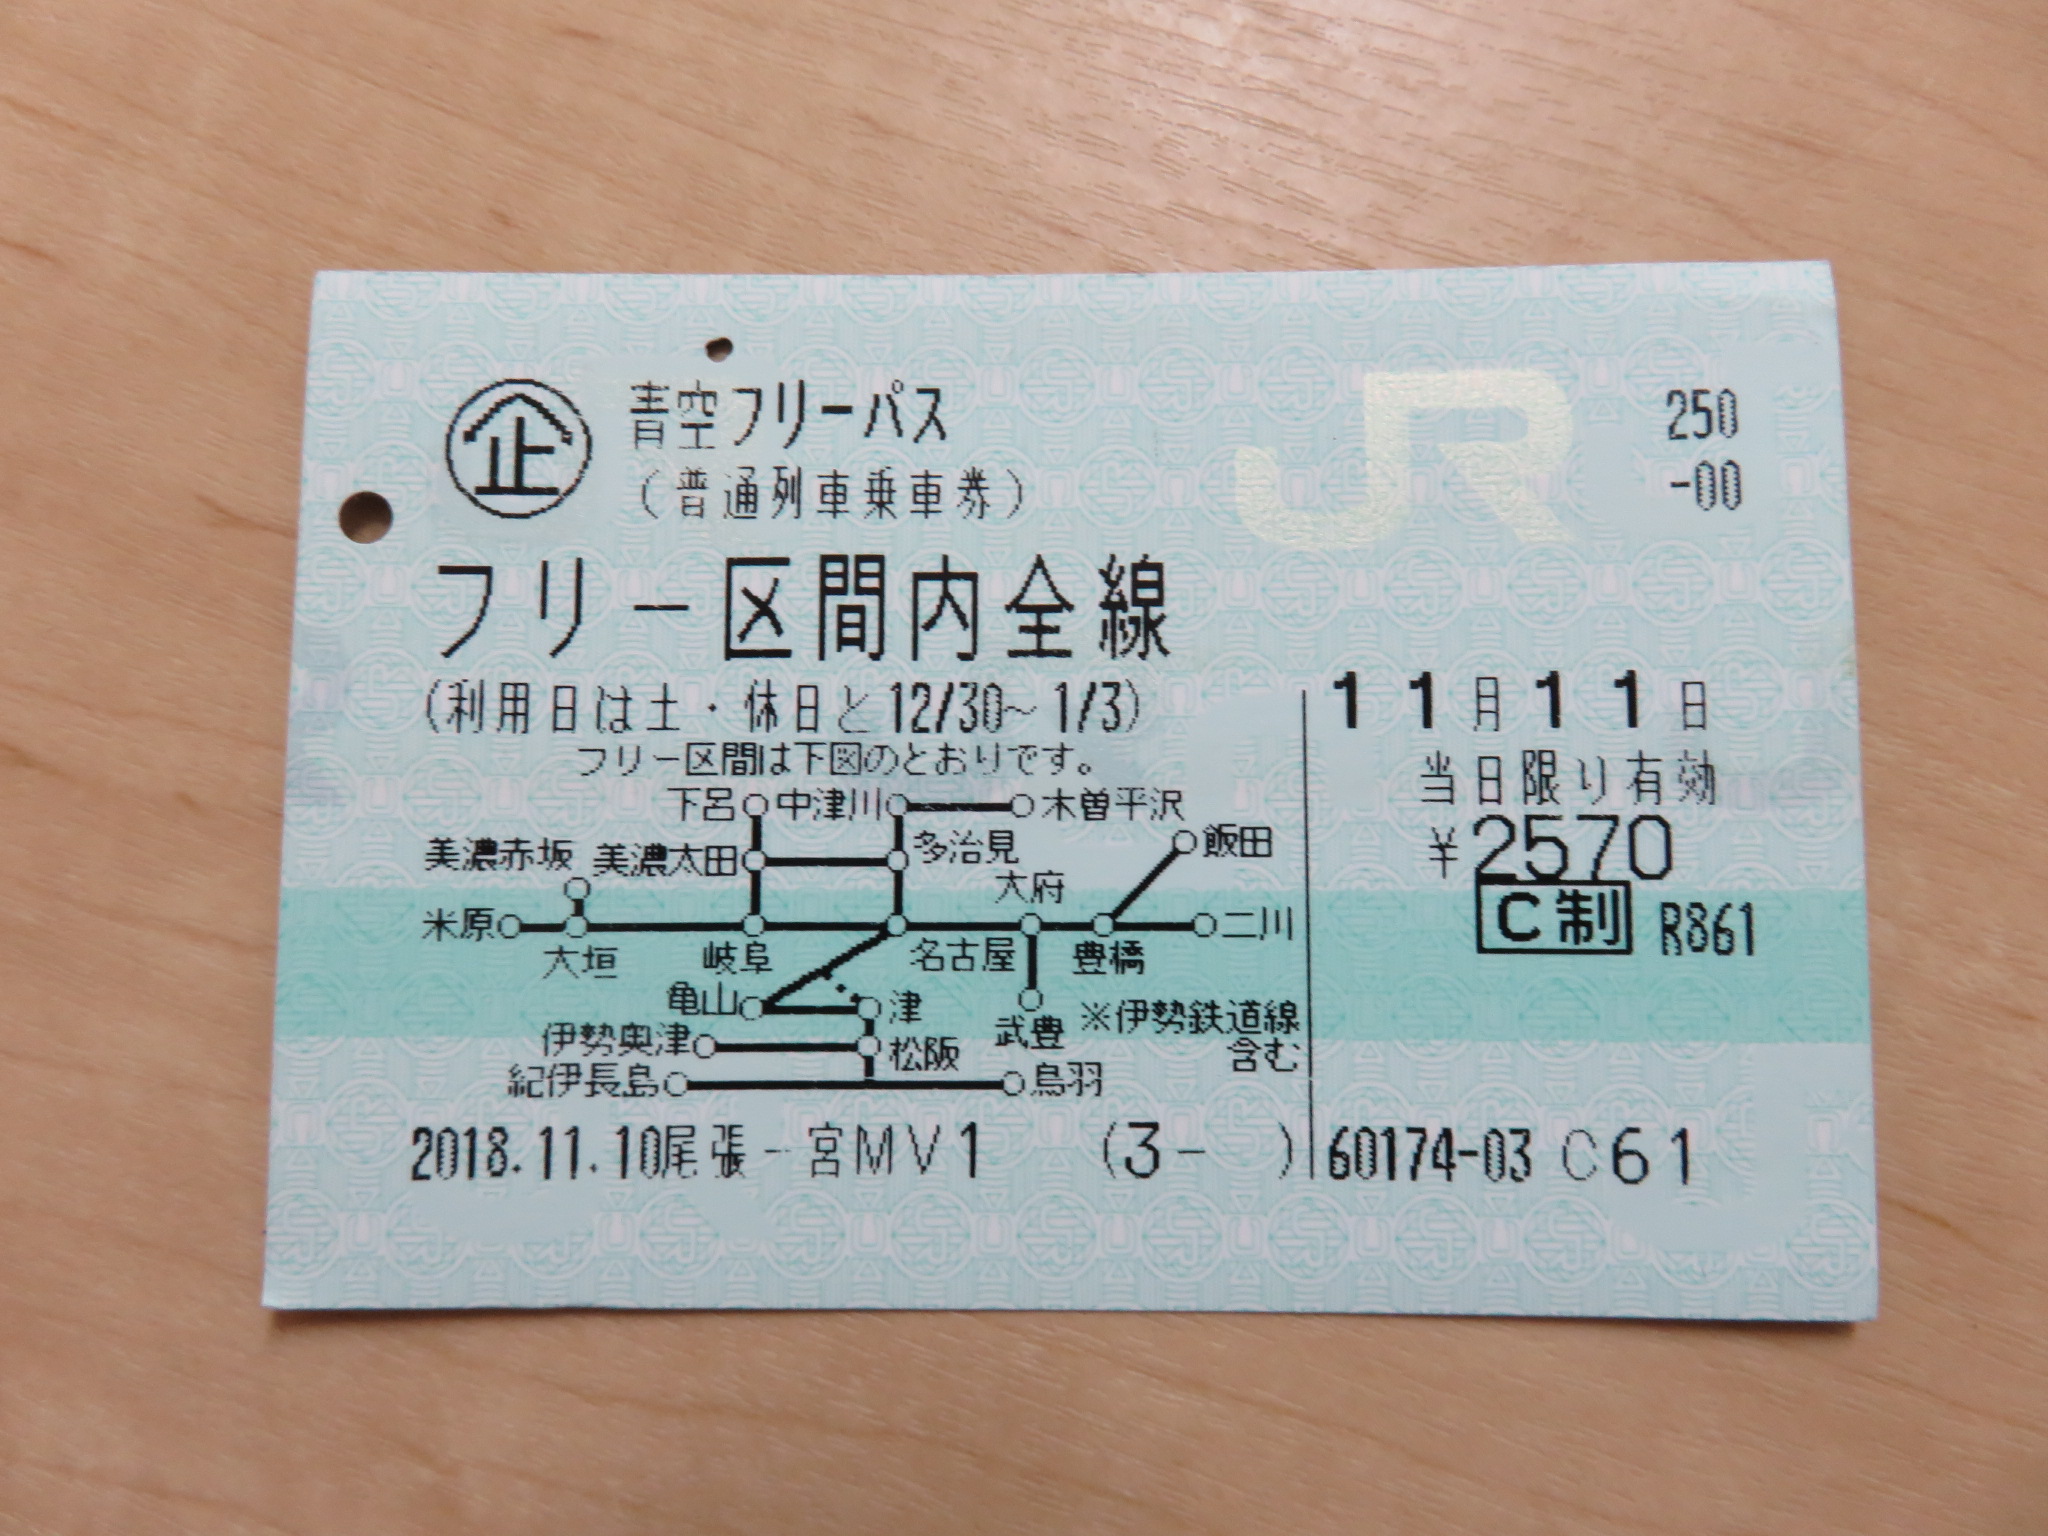 企 青空フリーパス
(普通列車乗車券)
JR
250
-00
フリー区間内全線
(利用日は土・休日と12/30~1/3)
フリー区間は下図のとおりです。
11月11日
当日限り有効
¥2570
C制 R861
下呂 中津川 木曽平沢
美濃赤坂 美濃太田 多治見 飯田
大府
米原 二川
大垣 岐阜 名古屋 豊橋
亀山 津 武豊 ※伊勢鉄道線
含む
伊勢奥津 松阪
紀伊長島 鳥羽
2018.11.10尾張一宮MV1 (3- ) 60174-03 C61